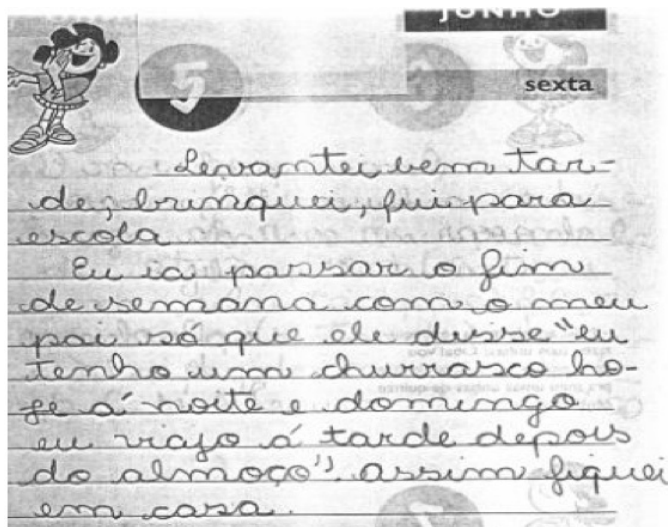 JUNHO
5
sexta
Levantei bem tar-
de, brinquei, fui para
escola
Eu ia passar o fim
de semana com o meu
pai só que ele disse "eu
tenho um churrasco ho-
ge á noite e domingo
eu viajo á tarde depois
do almoço" assim fiquei
em casa.